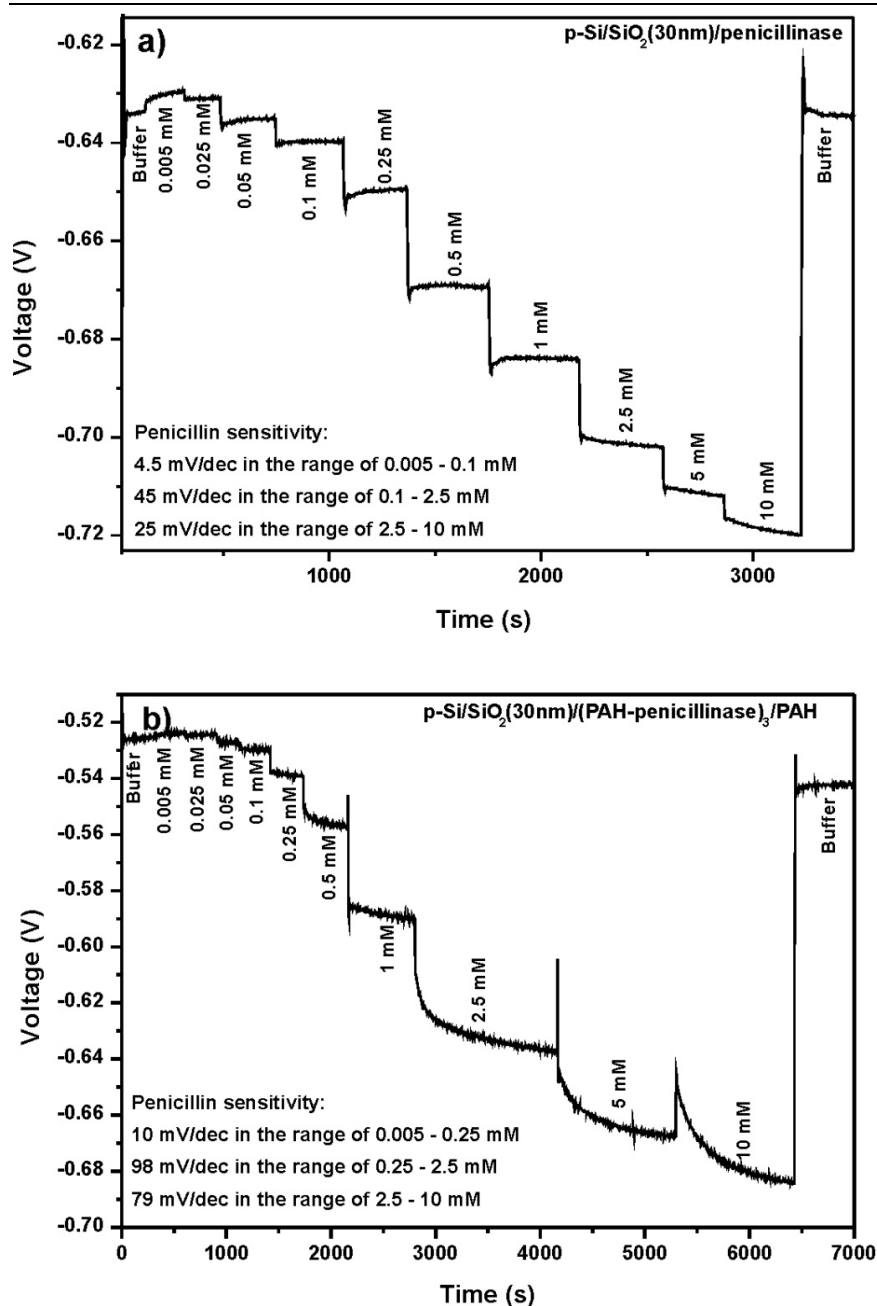 a)
p-Si/SiO2(30nm)/penicillinase
-0.62
-0.64
-0.66
-0.68
-0.70
-0.72
Voltage (V)
Buffer
0.005 mM
0.025 mM
0.05 mM
0.1 mM
0.25 mM
0.5 mM
1 mM
2.5 mM
5 mM
10 mM
Buffer
Penicillin sensitivity:
4.5 mV/dec in the range of 0.005 - 0.1 mM
45 mV/dec in the range of 0.1 - 2.5 mM
25 mV/dec in the range of 2.5 - 10 mM
1000
2000
3000
Time (s)
b)
p-Si/SiO2(30nm)/(PAH-penicillinase)3/PAH
-0.52
-0.54
-0.56
-0.58
-0.60
-0.62
-0.64
-0.66
-0.68
-0.70
Voltage (V)
Buffer
0.005 mM
0.025 mM
0.05 mM
0.1 mM
0.25 mM
0.5 mM
1 mM
2.5 mM
5 mM
10 mM
Buffer
Penicillin sensitivity:
10 mV/dec in the range of 0.005 - 0.25 mM
98 mV/dec in the range of 0.25 - 2.5 mM
79 mV/dec in the range of 2.5 - 10 mM
0
1000
2000
3000
4000
5000
6000
7000
Time (s)